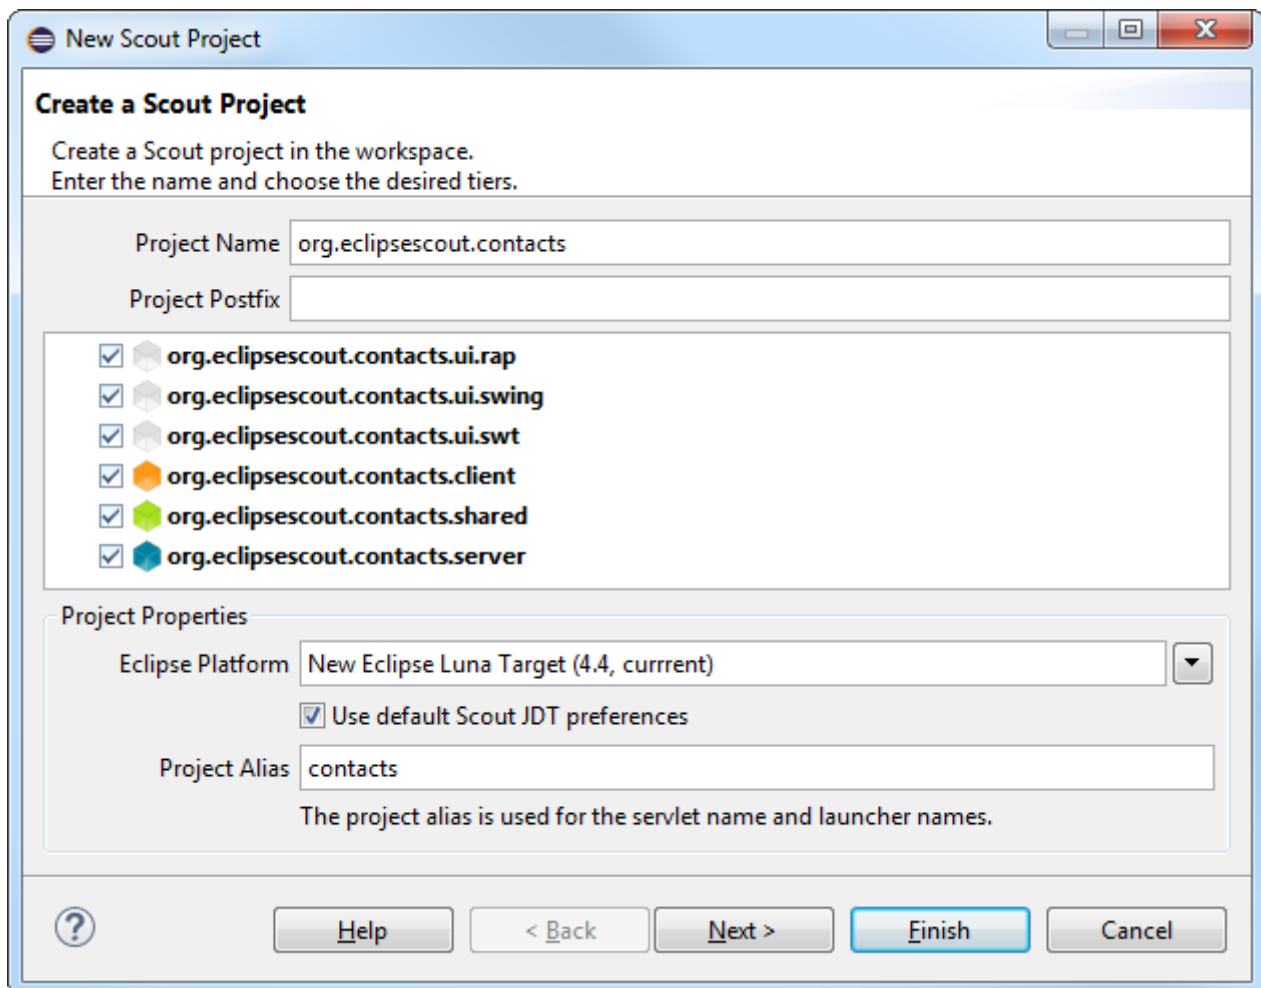 New Scout Project
Create a Scout Project
Create a Scout project in the workspace.
Enter the name and choose the desired tiers.
Project Name org.eclipsescout.contacts
Project Postfix
org.eclipsescout.contacts.ui.rap
org.eclipsescout.contacts.ui.swing
org.eclipsescout.contacts.ui.swt
org.eclipsescout.contacts.client
org.eclipsescout.contacts.shared
org.eclipsescout.contacts.server
Project Properties
Eclipse Platform New Eclipse Luna Target (4.4, currrent)
Use default Scout JDT preferences
Project Alias contacts
The project alias is used for the servlet name and launcher names.
? Help < Back Next > Finish Cancel